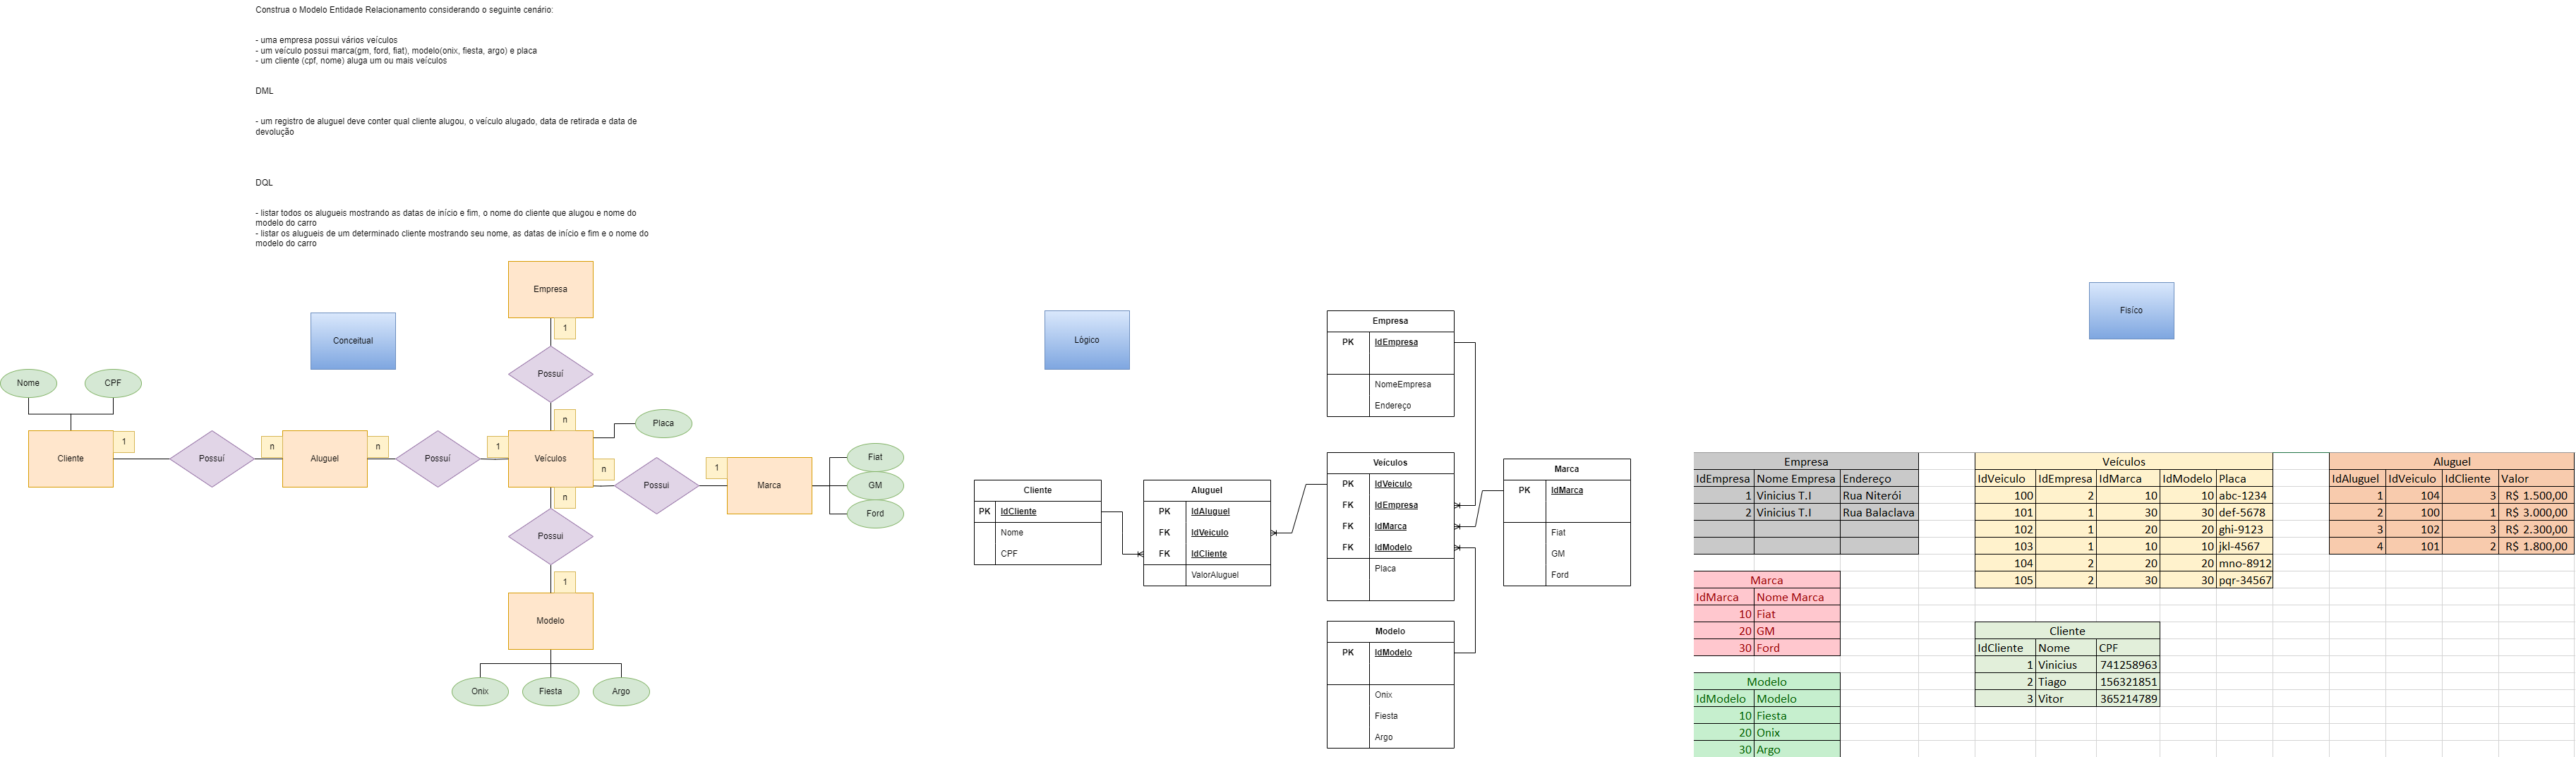 Construa o Modelo Entidade Relacionamento considerando o seguinte cenário:
- uma empresa possui vários veículos
- um veículo possui marca(gm, ford, fiat), modelo(onix, fiesta, argo) e placa
- um cliente (cpf, nome) aluga um ou mais veículos
DML
- um registro de aluguel deve conter qual cliente alugou, o veículo alugado, data de retirada e data de
devolução
DQL
- listar todos os alugueis mostrando as datas de início e fim, o nome do cliente que alugou e nome do
modelo do carro
- listar os alugueis de um determinado cliente mostrando seu nome, as datas de início e fim e o nome do
modelo do carro
Conceitual
Empresa
1
Possuí
n
Nome
CPF
Cliente
1
Possuí
n
Aluguel
n
Possuí
1
Veículos
Placa
n
Possui
1
Marca
Fiat
GM
Ford
n
Possui
1
Modelo
Onix
Fiesta
Argo
Lógico
Empresa
PK IdEmpresa
NomeEmpresa
Endereço
Cliente
PK IdCliente
Nome
CPF
Aluguel
PK IdAluguel
FK IdVeiculo
FK IdCliente
ValorAluguel
Veículos
PK IdVeiculo
FK IdEmpresa
FK IdMarca
FK IdModelo
Placa
Marca
PK IdMarca
Fiat
GM
Ford
Modelo
PK IdModelo
Onix
Fiesta
Argo
Fisíco
Empresa
IdEmpresa Nome Empresa Endereço
1 Vinicius T.I Rua Niterói
2 Vinicius T.I Rua Balaclava
Marca
IdMarca Nome Marca
10 Fiat
20 GM
30 Ford
Modelo
IdModelo Modelo
10 Fiesta
20 Onix
30 Argo
Veículos
IdVeiculo IdEmpresa IdMarca IdModelo Placa
100 2 10 10 abc-1234
101 1 30 30 def-5678
102 1 20 20 ghi-9123
103 1 10 10 jkl-4567
104 2 20 20 mno-8912
105 2 30 30 pqr-34567
Cliente
IdCliente Nome CPF
1 Vinicius 741258963
2 Tiago 156321851
3 Vitor 365214789
Aluguel
IdAluguel IdVeiculo IdCliente Valor
1 104 3 R$ 1.500,00
2 100 1 R$ 3.000,00
3 102 3 R$ 2.300,00
4 101 2 R$ 1.800,00